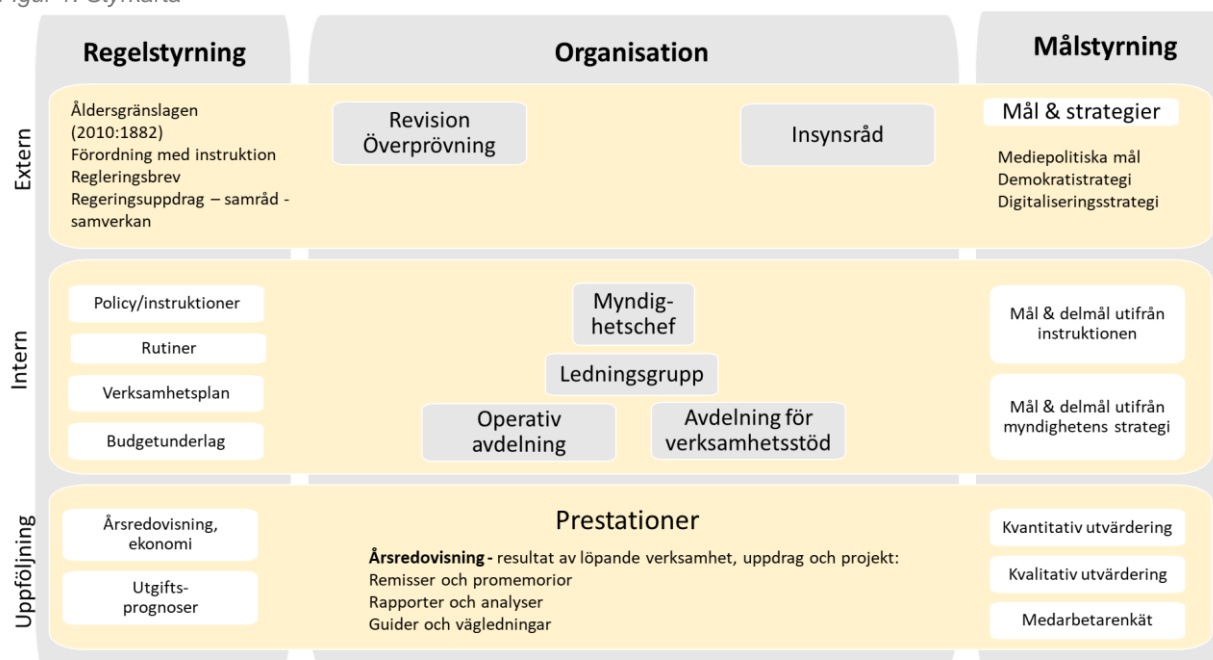 Figur 4. Styrkarta
Regelstyrning
Organisation
Målstyrning
Extern
Åldersgränslagen
(2010:1882)
Förordning med instruktion
Regleringsbrev
Regeringsuppdrag – samråd -
samverkan
Revision
Överprövning
Insynsråd
Mål & strategier
Mediepolitiska mål
Demokratistrategi
Digitaliseringsstrategi
Intern
Policy/instruktioner
Rutiner
Verksamhetsplan
Budgetunderlag
Myndig-
hetschef
Ledningsgrupp
Operativ
avdelning
Avdelning för
verksamhetsstöd
Mål & delmål utifrån
instruktionen
Mål & delmål utifrån
myndighetens strategi
Uppföljning
Årsredovisning,
ekonomi
Utgifts-
prognoser
Prestationer
Årsredovisning - resultat av löpande verksamhet, uppdrag och projekt:
Remisser och promemorior
Rapporter och analyser
Guider och vägledningar
Kvantitativ utvärdering
Kvalitativ utvärdering
Medarbetarenkät